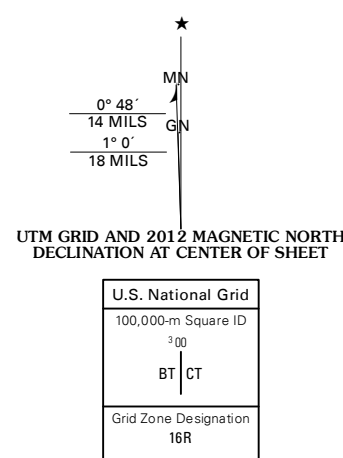 ★
MN
0° 48´
14 MILS
GN
1° 0´
18 MILS
UTM GRID AND 2012 MAGNETIC NORTH
DECLINATION AT CENTER OF SHEET
U.S. National Grid
100,000-m Square ID
³00
BT CT
Grid Zone Designation
16R